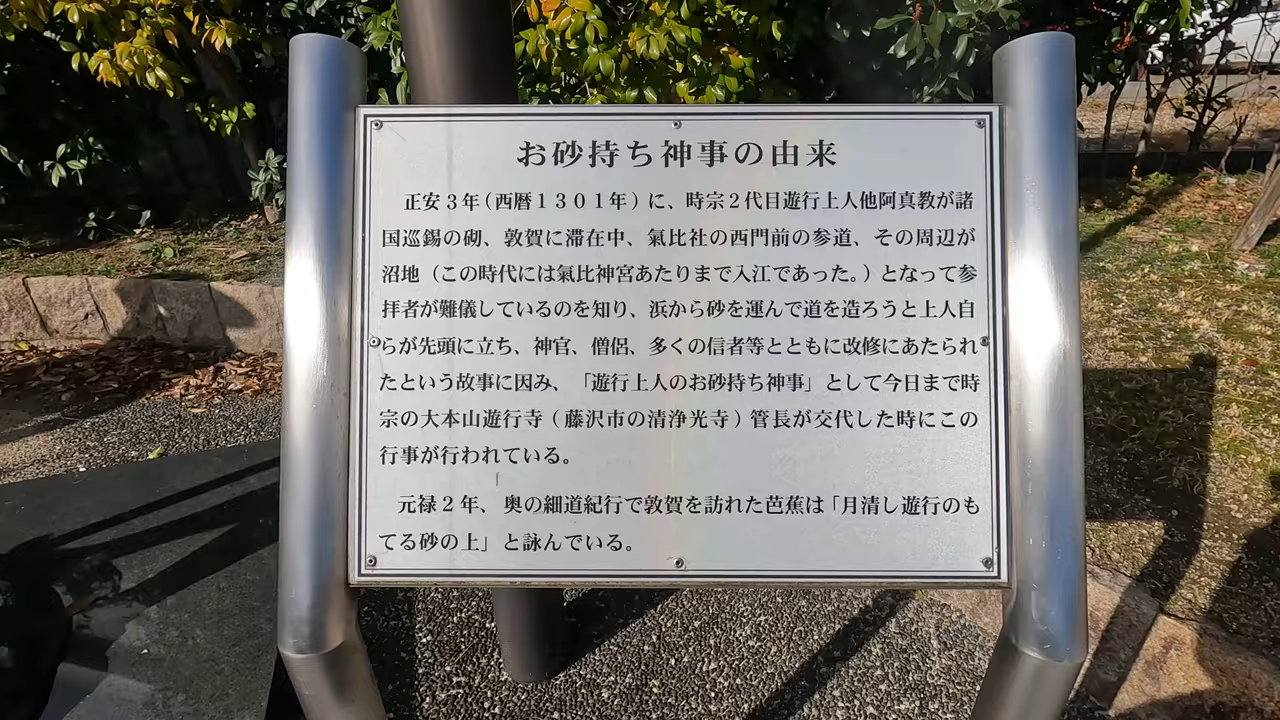 お砂持ち神事の由来
正安３年（西暦１３０１年）に、時宗２代目遊行上人他阿真教が諸
国巡錫の砌、敦賀に滞在中、氣比社の西門前の参道、その周辺が
沼地（この時代には氣比神宮あたりまで入江であった。）となって参
拝者が難儀しているのを知り、浜から砂を運んで道を造ろうと上人自
らが先頭に立ち、神官、僧侶、多くの信者等とともに改修にあたられ
たという故事に因み、「遊行上人のお砂持ち神事」として今日まで時
宗の大本山遊行寺（藤沢市の清浄光寺）管長が交代した時にこの
行事が行われている。
元禄２年、奥の細道紀行で敦賀を訪れた芭蕉は「月清し遊行のも
てる砂の上」と詠んでいる。